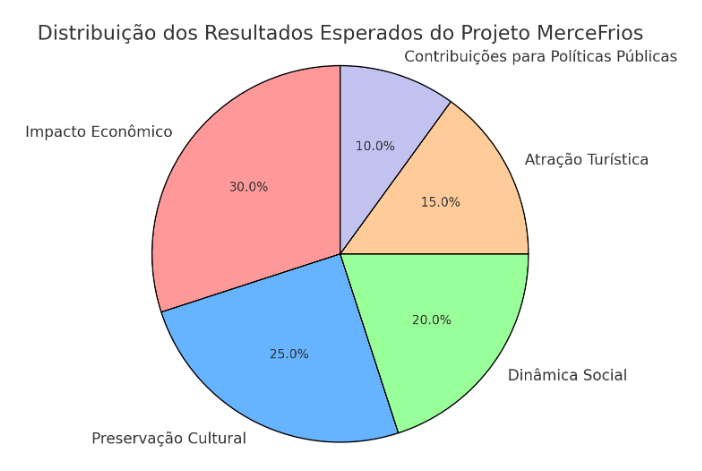 Distribuição dos Resultados Esperados do Projeto MerceFrios
Contribuições para Políticas Públicas
Impacto Econômico
10.0%
Atração Turística
30.0%
15.0%
20.0%
25.0%
Dinâmica Social
Preservação Cultural